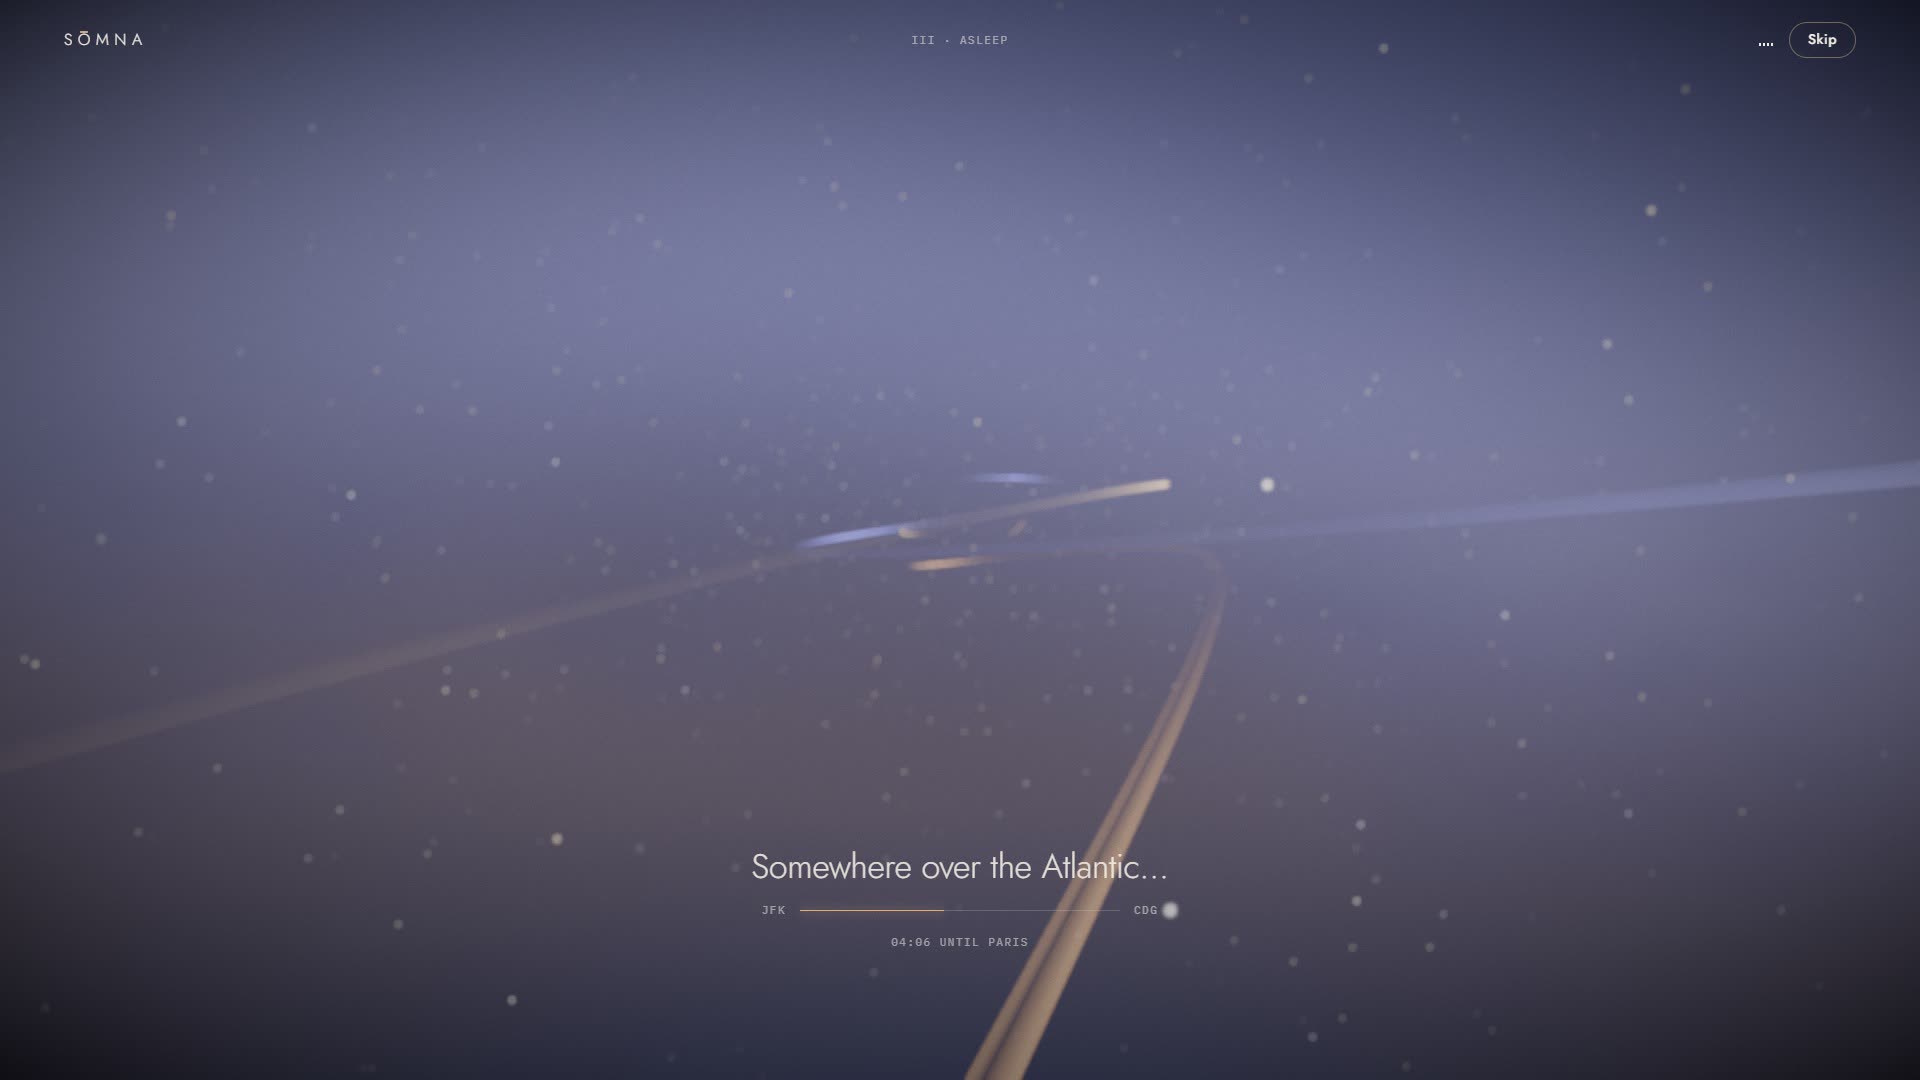 SŌMNA
III · ASLEEP
Skip
Somewhere over the Atlantic...
JFK
CDG
04:06 UNTIL PARIS